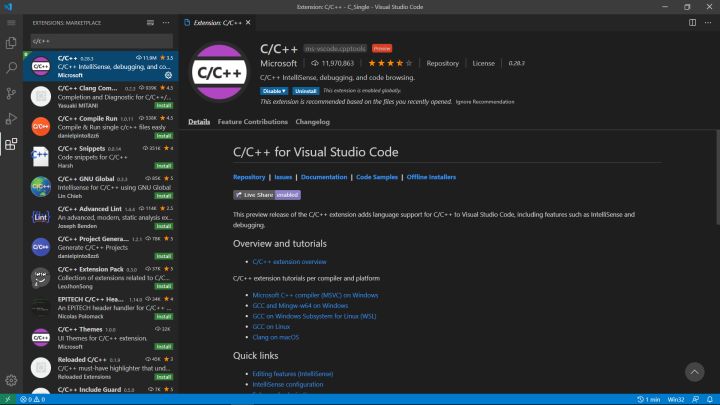 Extension: C/C++ - C_Single - Visual Studio Code
EXTENSIONS: MARKETPLACE
c/c++
C/C++ 0.28.3 11.9M 3.5
C/C++ IntelliSense, debugging, and co...
Microsoft
C/C++ Clang Com... 0.2.3 939K 4.5
Completion and Diagnostic for C/C++/...
Yasuaki MITANI Install
C/C++ Compile Run 1.0.11 538K 4.5
Compile & Run single c/c++ files easly
danielpinto8zz6 Install
C/C++ Snippets 0.0.14 351K 4
Code snippets for C/C++
Harsh Install
C/C++ GNU Global 0.3.3 85K 5
Intellisense for C/C++ using GNU Global
Lin Chieh Install
C/C++ Advanced Lint 1.4.4 114K 2.5
An advanced, modern, static analysis ex...
Joseph Benden Install
C/C++ Project Genera... 1.2.1 78K 5
Generate C/C++ Projects
danielpinto8zz6 Install
C/C++ Extension Pack 0.3.0 37K 5
Collection of extensions related to C/C...
LeoJhonSong Install
EPITECH C/C++ Hea... 1.14.0 34K 4
An EPITECH header handler for C/C++ ...
Nicolas Polomack Install
C/C++ Themes 1.0.0 32K
UI Themes for C/C++ extension.
Microsoft Install
Reloaded C/C++ 0.1.9 45K 3
C/C++ must-have highlighter that und...
Reloaded Extensions Install
C/C++ Include Guard 0.5.0 7K 5
Extension: C/C++
C/C++
C/C++ ms-vscode.cpptools Preview
Microsoft 11,970,863 Repository License 0.28.3
C/C++ IntelliSense, debugging, and code browsing.
Disable Uninstall This extension is enabled globally.
This extension is recommended based on the files you recently opened. Ignore Recommendation
Details Feature Contributions Changelog
C/C++ for Visual Studio Code
Repository | Issues | Documentation | Code Samples | Offline Installers
Live Share enabled
This preview release of the C/C++ extension adds language support for C/C++ to Visual Studio Code, including features such as IntelliSense and
debugging.
Overview and tutorials
• C/C++ extension overview
C/C++ extension tutorials per compiler and platform
• Microsoft C++ compiler (MSVC) on Windows
• GCC and Mingw-w64 on Windows
• GCC on Windows Subsystem for Linux (WSL)
• GCC on Linux
• Clang on macOS
Quick links
• Editing features (IntelliSense)
• IntelliSense configuration
0 0 1 min Win32